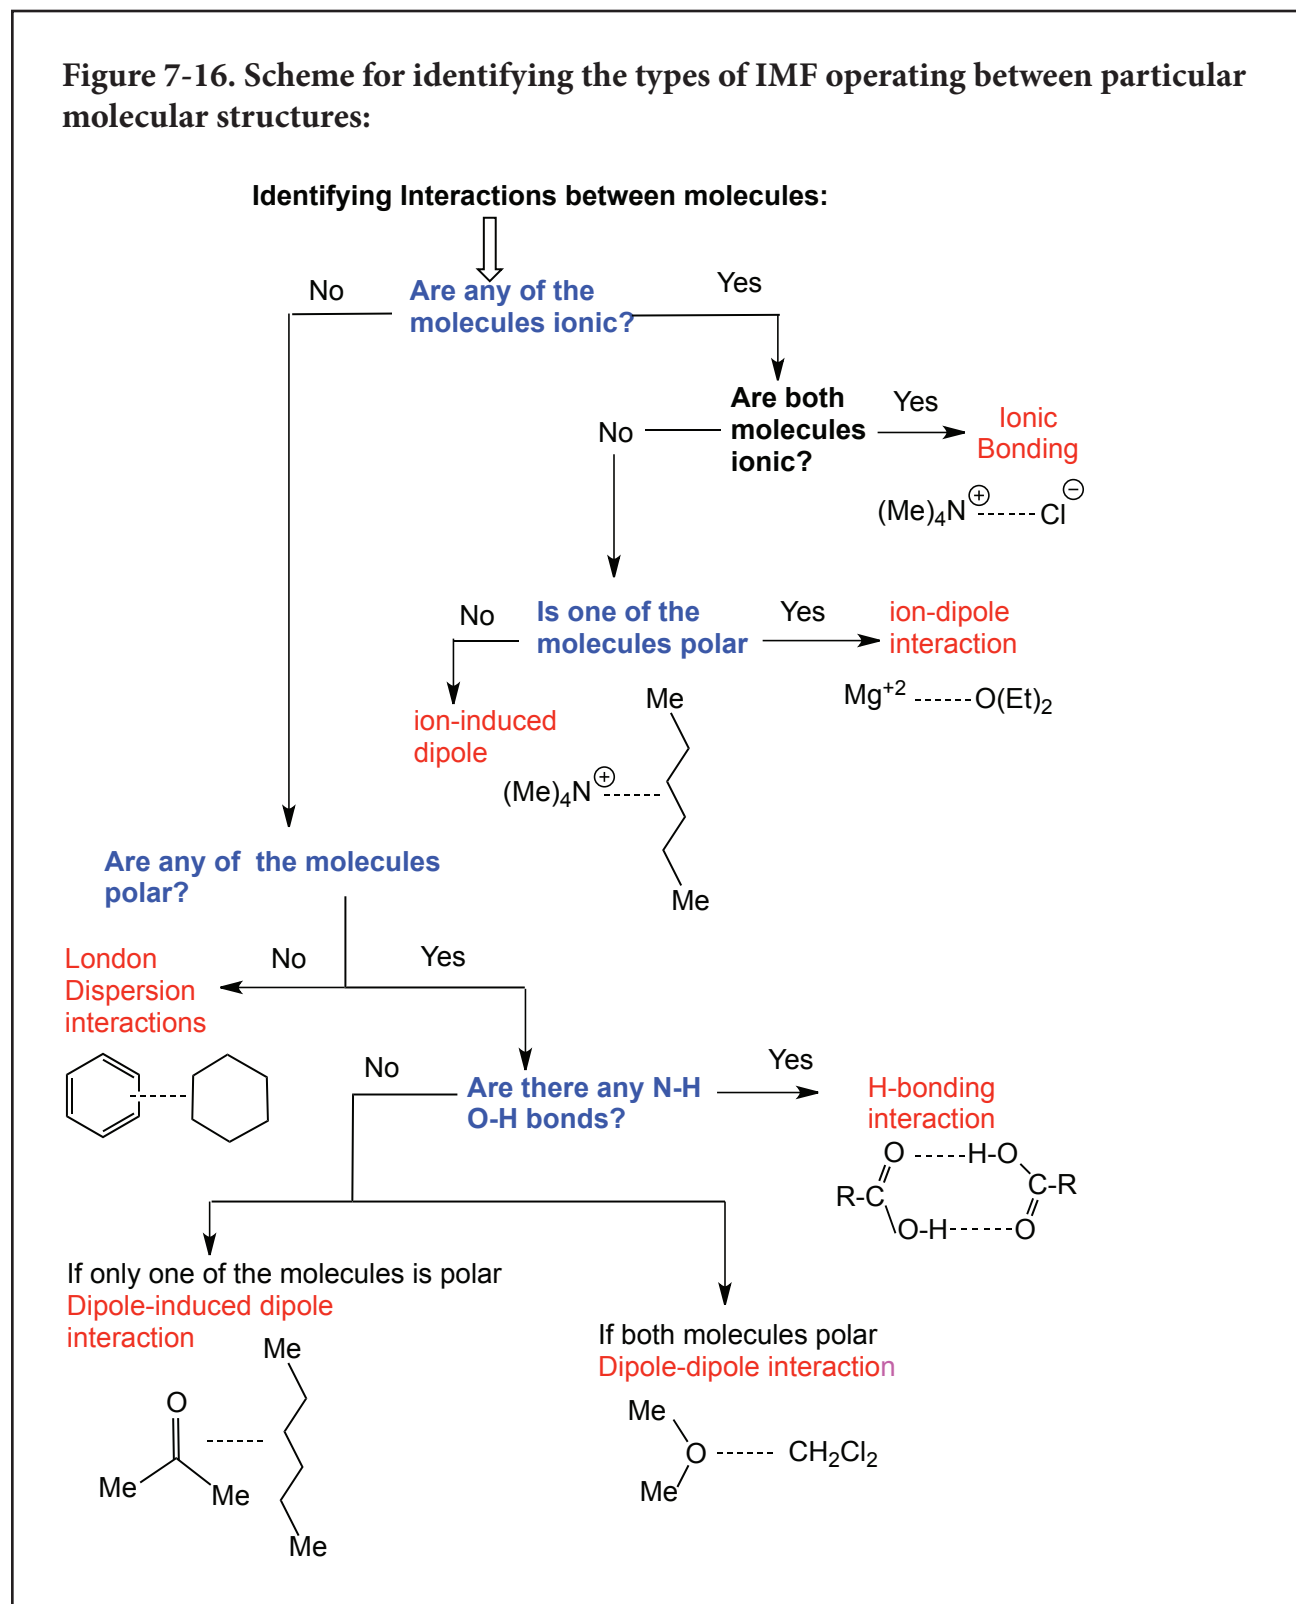 Figure 7-16. Scheme for identifying the types of IMF operating between particular
molecular structures:
Identifying Interactions between molecules:
No
Are any of the
molecules ionic?
Yes
Are both
molecules
ionic?
Yes
Ionic
Bonding
No
(Me)₄N⊕ ------ Cl⊖
No
Is one of the
molecules polar
Yes
ion-dipole
interaction
Mg⁺² ------ O(Et)₂
ion-induced
dipole
(Me)₄N⊕ ------
Me
Me
Are any of the molecules
polar?
London
Dispersion
interactions
No
Yes
No
Are there any N-H
O-H bonds?
Yes
H-bonding
interaction
O ------ H-O
R-C
C-R
O-H ------ O
If only one of the molecules is polar
Dipole-induced dipole
interaction
O
Me
Me
Me
Me
If both molecules polar
Dipole-dipole interaction
Me
O ------ CH₂Cl₂
Me